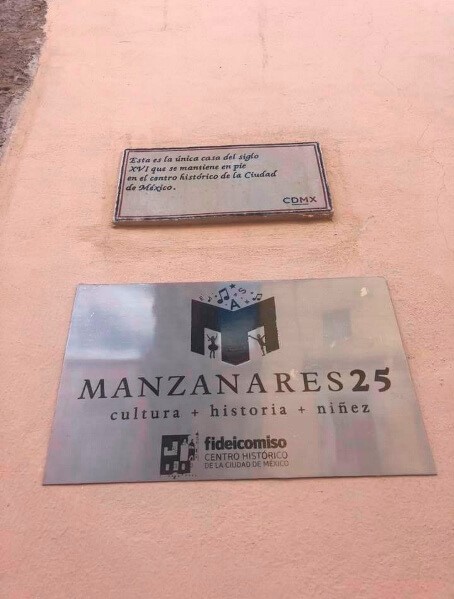 Esta es la única casa del siglo
XVI que se mantiene en pie
en el centro histórico de la Ciudad
de México.
CDMX
MANZANARES25
cultura + historia + niñez
fideicomiso
CENTRO HISTÓRICO
DE LA CIUDAD DE MÉXICO